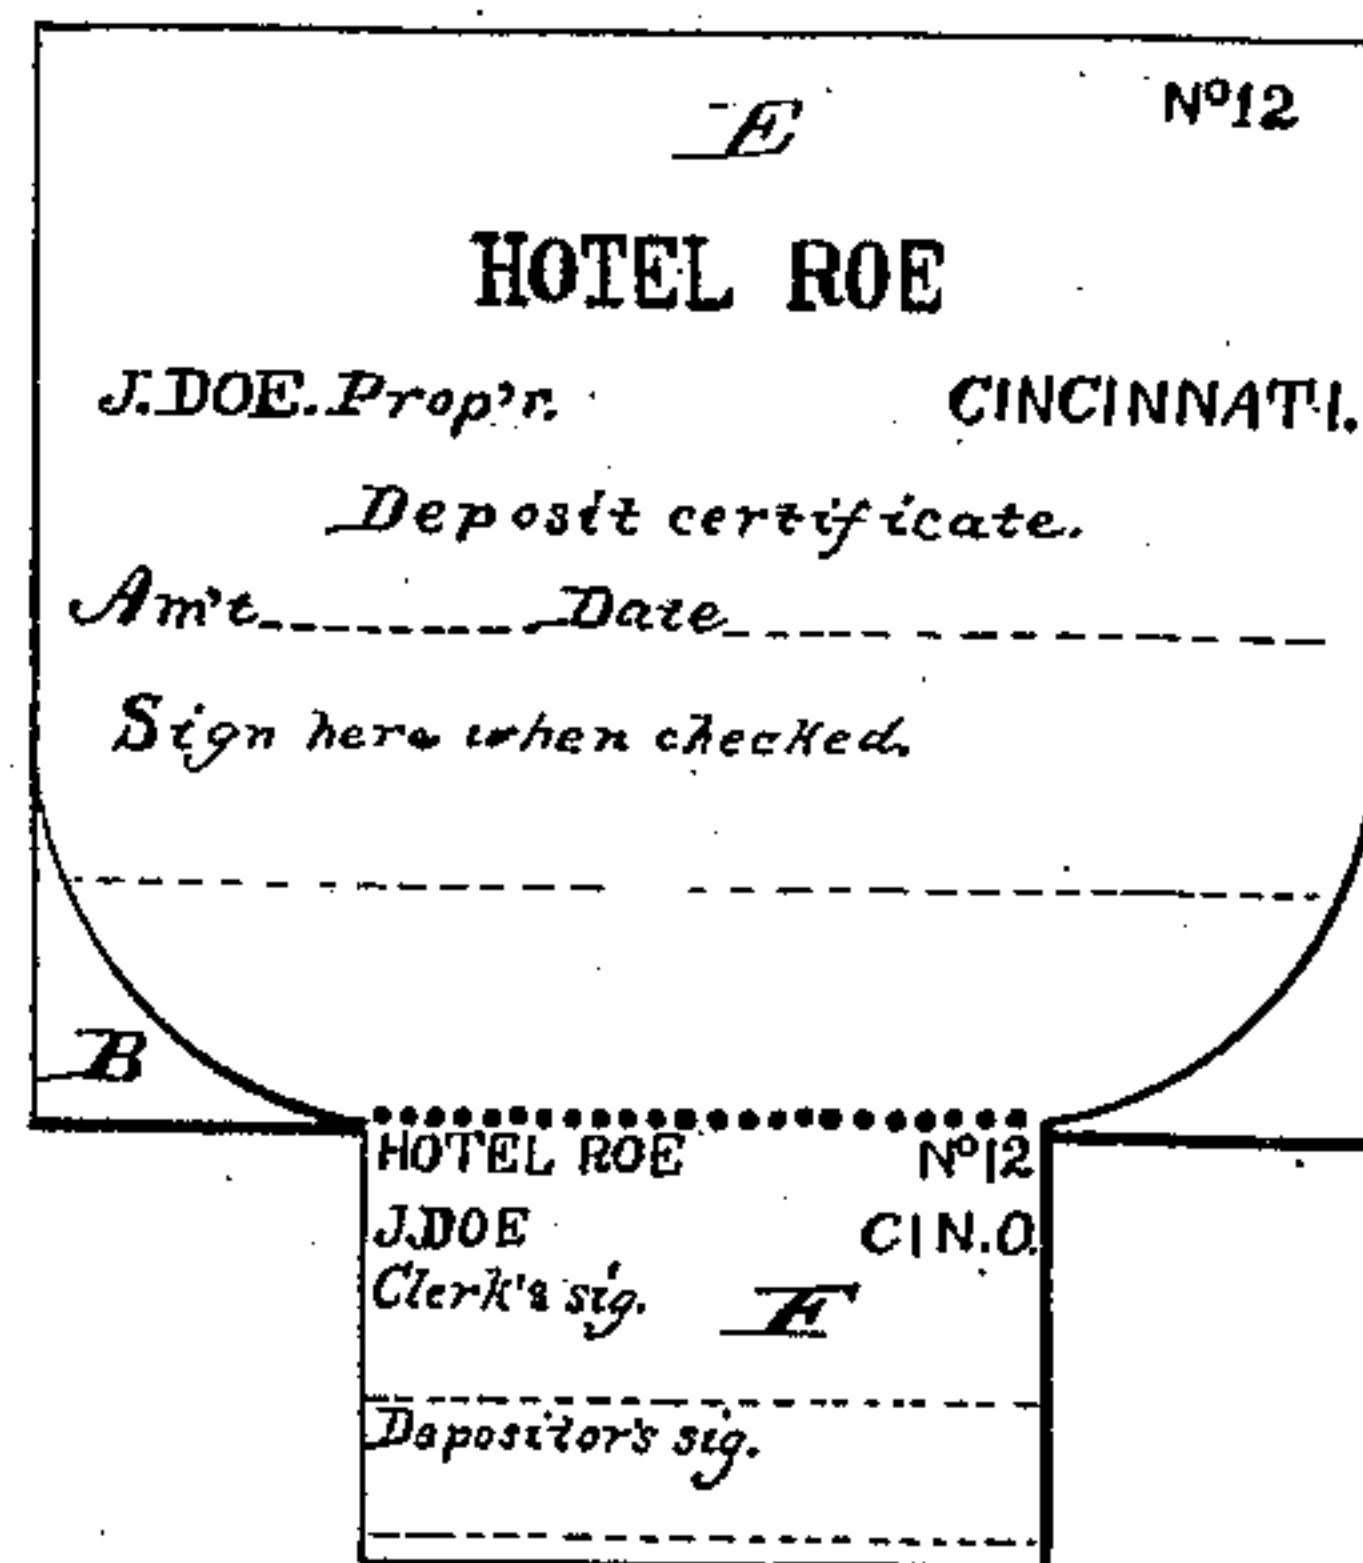 E
Nº12
HOTEL ROE
J. DOE. Prop'r. CINCINNATI.
Deposit certificate.
Am't Date
Sign here when checked.
B
HOTEL ROE Nº12
J.DOE CIN.O.
Clerk's sig. F
Depositor's sig.